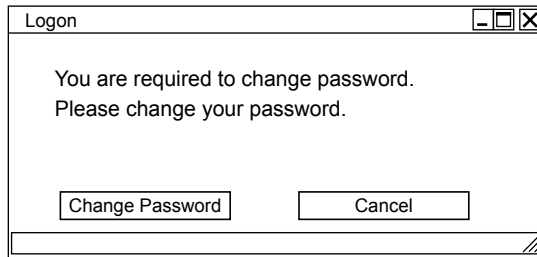 Logon
You are required to change password.
Please change your password.
Change Password
Cancel